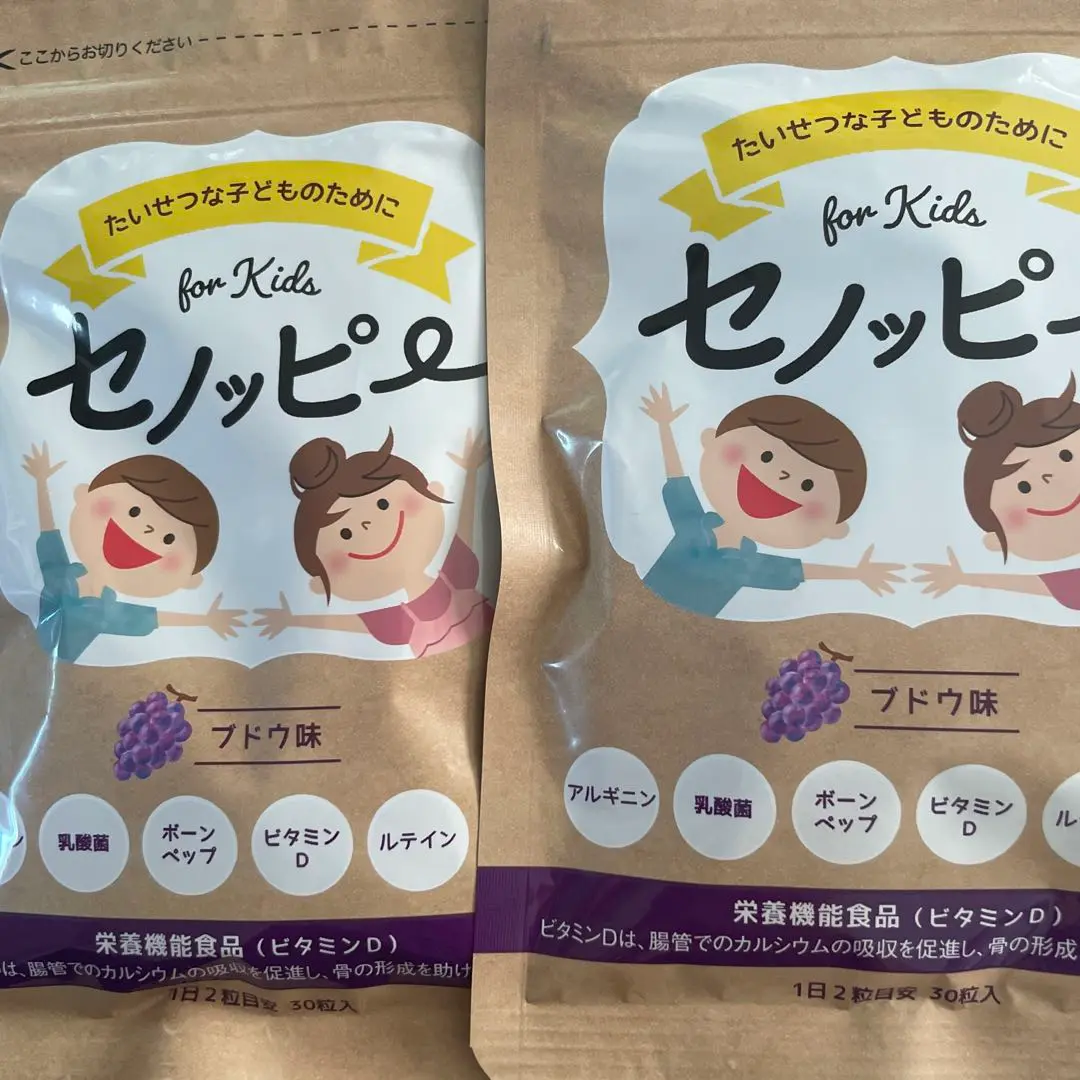 ここからお切りください
たいせつな子どものために
for Kids
セノッピー
ブドウ味
乳酸菌
ボーン
ペップ
ビタミン
D
ルテイン
栄養機能食品(ビタミンD)
は、腸管でのカルシウムの吸収を促進し、骨の形成を助け
1日2粒目安 30粒入
たいせつな子どものために
for Kids
セノッピー
ブドウ味
アルギニン
乳酸菌
ボーン
ペップ
ビタミン
D
ル
栄養機能食品(ビタミンD)
ビタミンDは、腸管でのカルシウムの吸収を促進し、骨の形成
1日2粒目安 30粒入